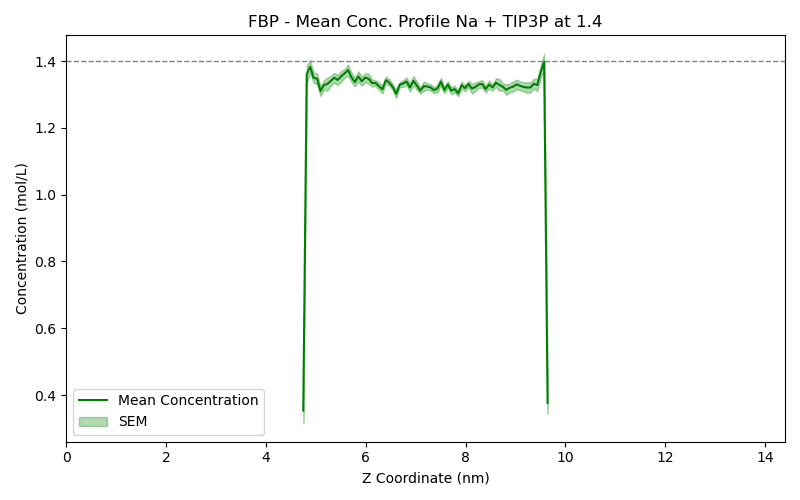 FBP - Mean Conc. Profile Na + TIP3P at 1.4
Concentration (mol/L)
1.4
1.2
1.0
0.8
0.6
0.4
Mean Concentration
SEM
0 2 4 6 8 10 12 14
Z Coordinate (nm)